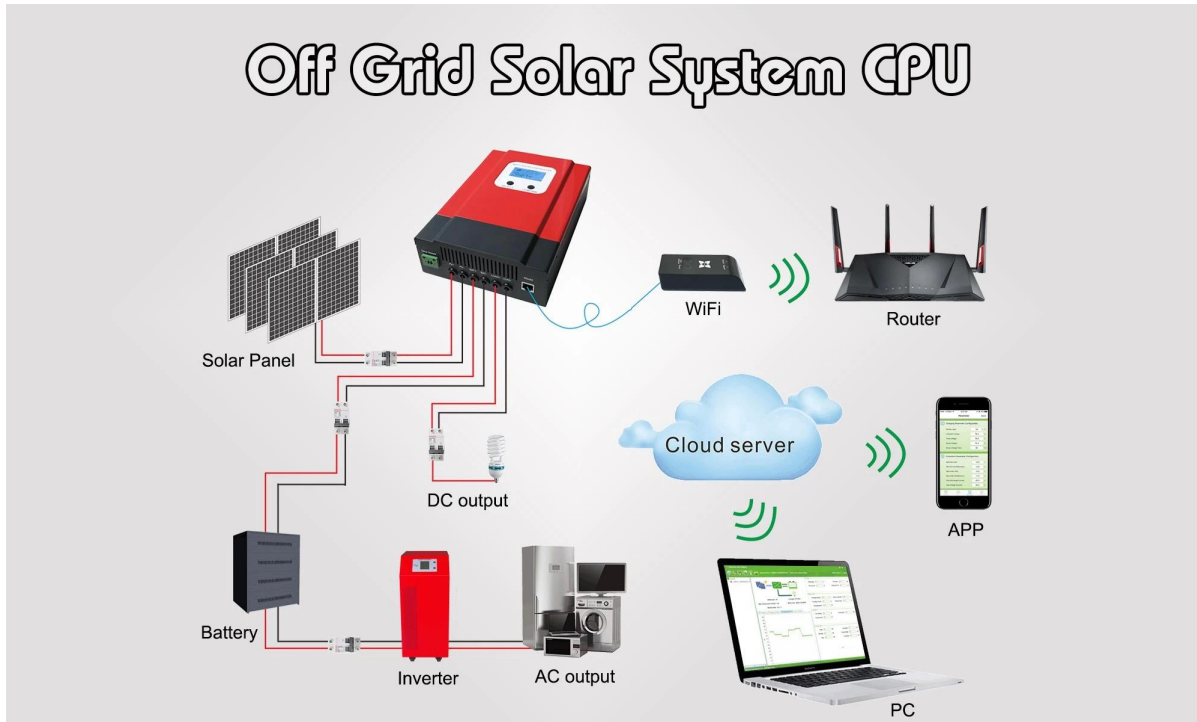 Off Grid Solar System CPU
WiFi
Router
Solar Panel
Cloud server
DC output
APP
Battery
Inverter
AC output
PC